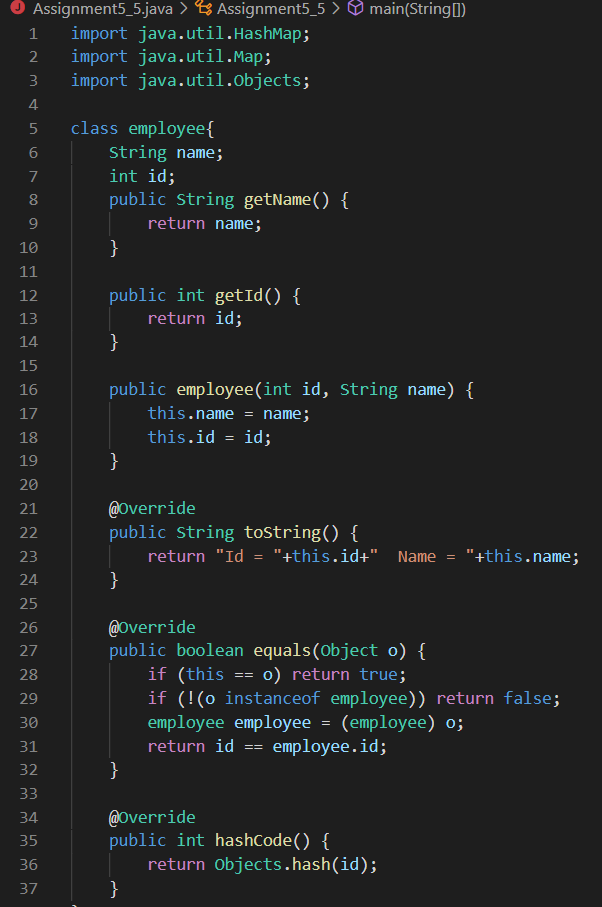 Assignment5_5.java > Assignment5_5 > main(String[])
1 import java.util.HashMap;
2 import java.util.Map;
3 import java.util.Objects;
4
5 class employee{
6     String name;
7     int id;
8     public String getName() {
9         return name;
10     }
11
12     public int getId() {
13         return id;
14     }
15
16     public employee(int id, String name) {
17         this.name = name;
18         this.id = id;
19     }
20
21     @Override
22     public String toString() {
23         return "Id = "+this.id+"  Name = "+this.name;
24     }
25
26     @Override
27     public boolean equals(Object o) {
28         if (this == o) return true;
29         if (!(o instanceof employee)) return false;
30         employee employee = (employee) o;
31         return id == employee.id;
32     }
33
34     @Override
35     public int hashCode() {
36         return Objects.hash(id);
37     }